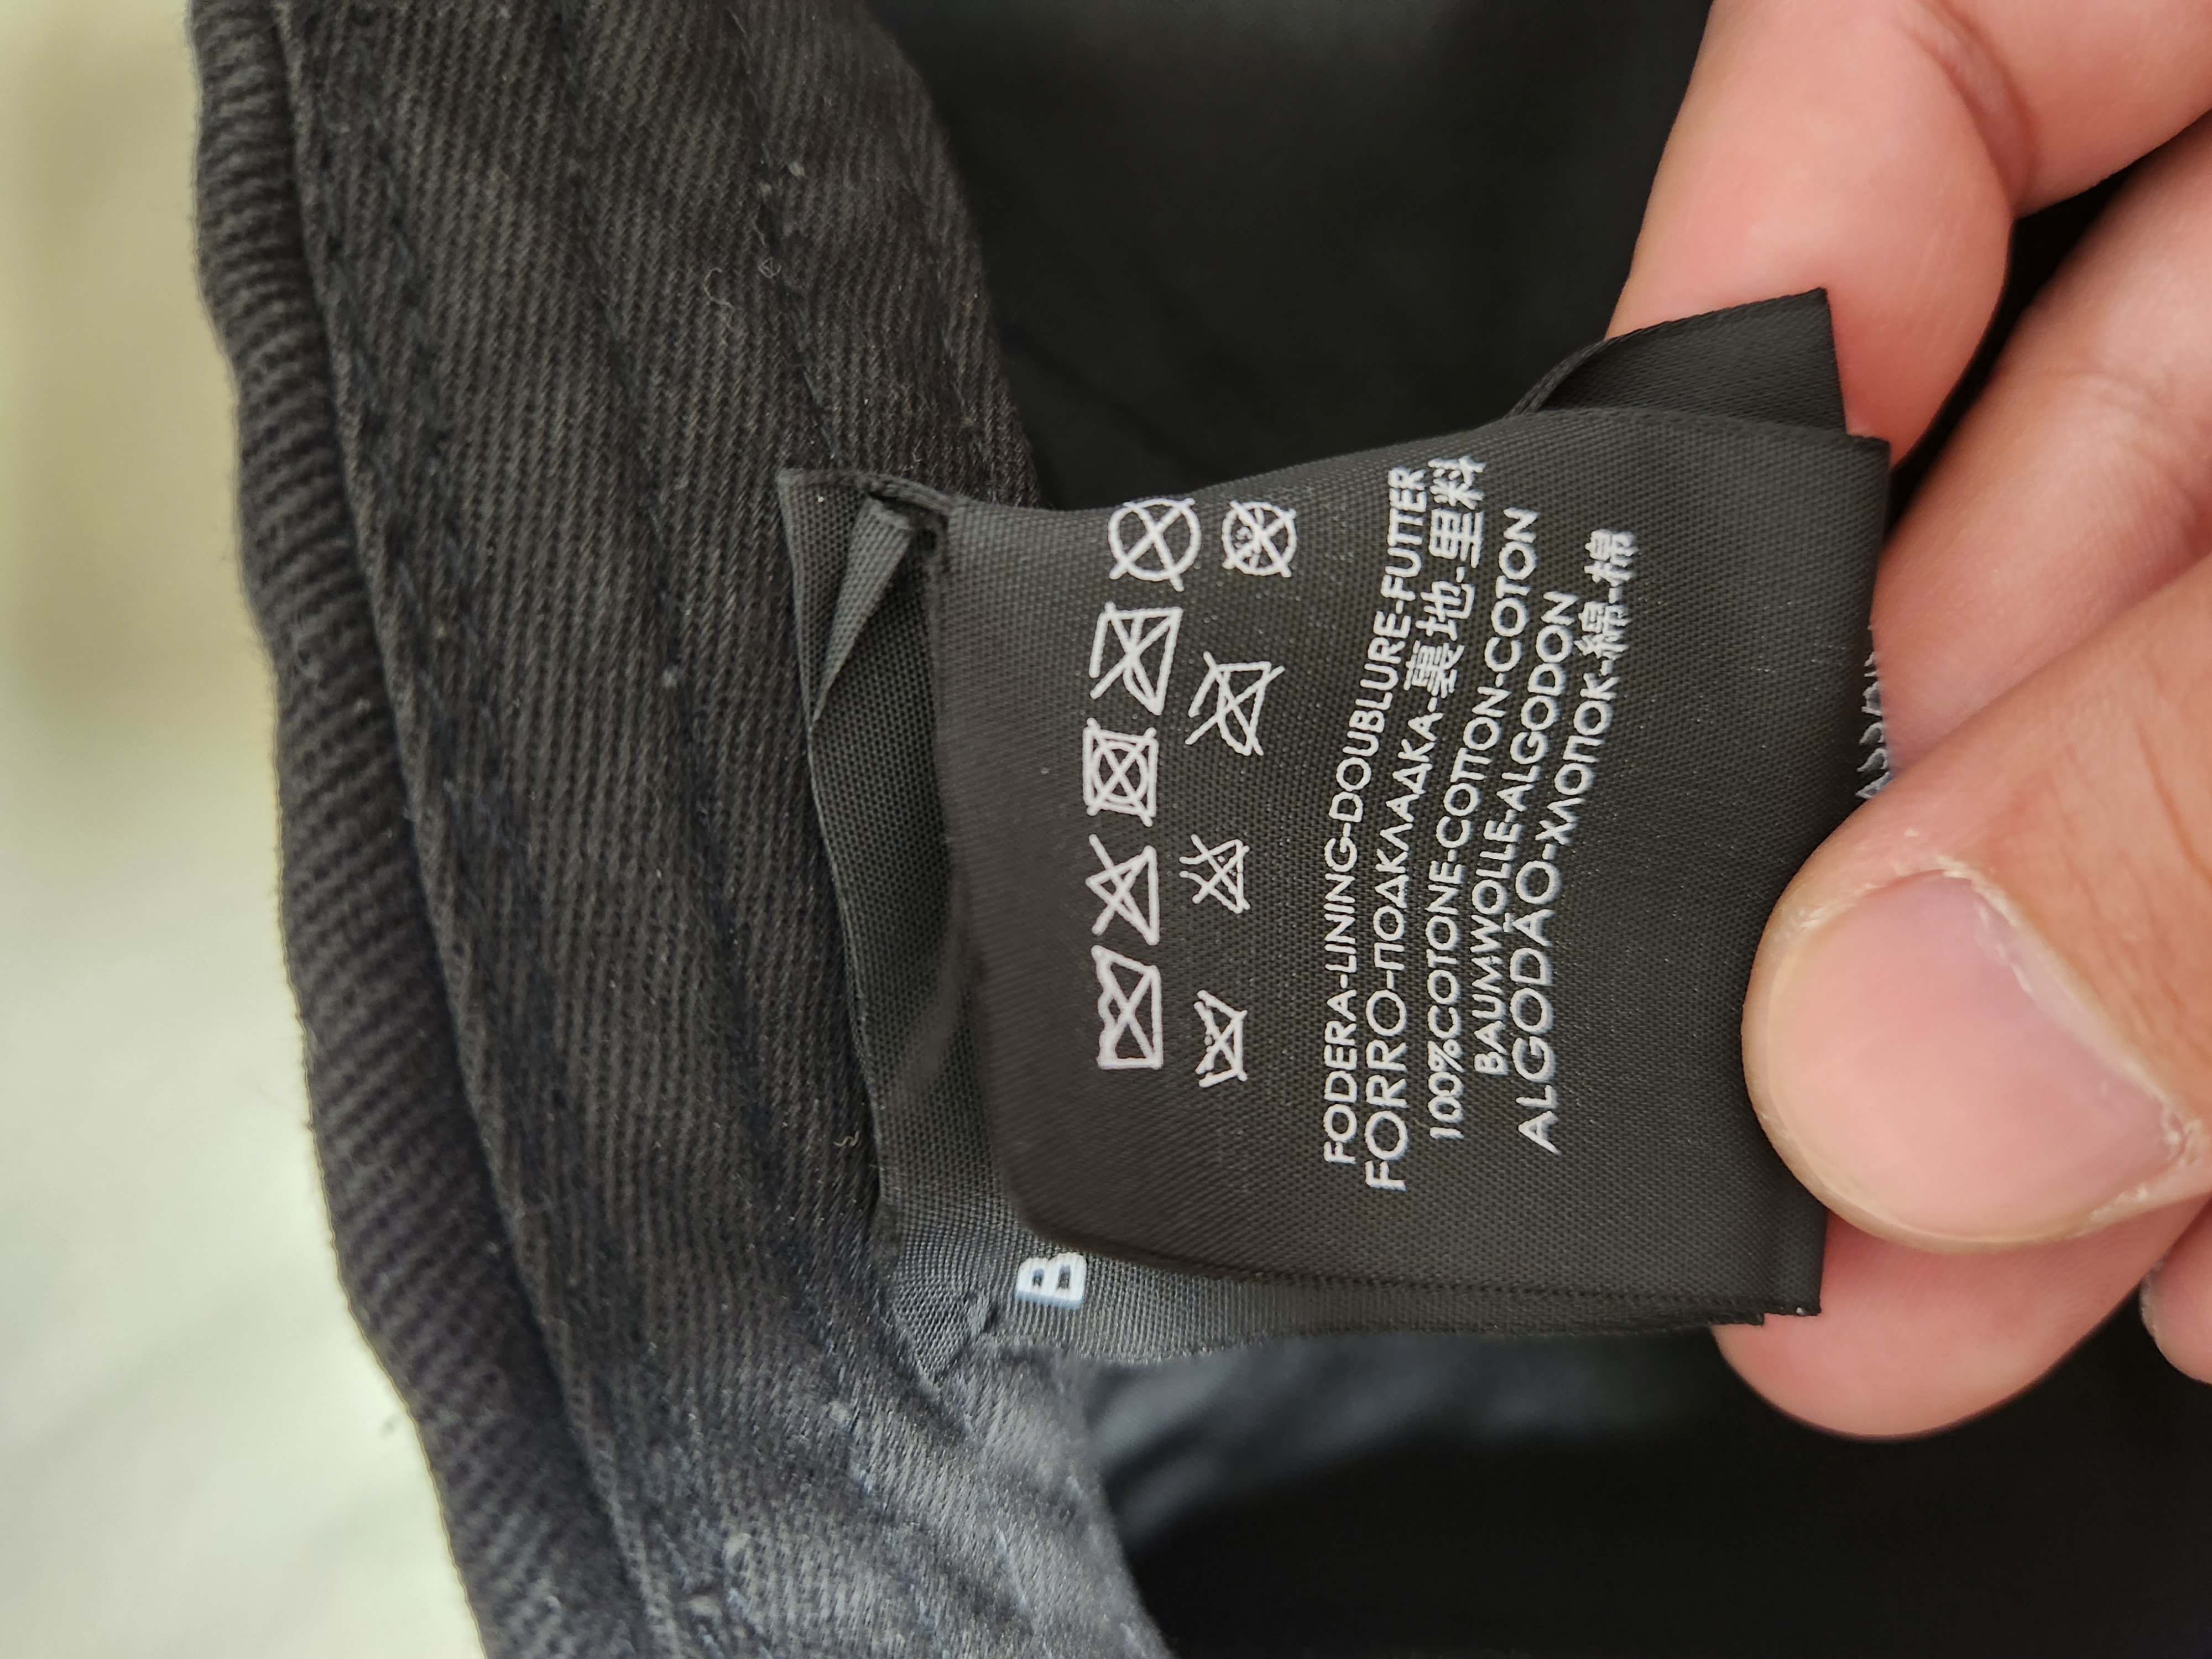 FODERA-LINING-DOUBLURE-FUTTER
FORRO-ПОДКЛАДКА-裏地-里料
100%COTONE-COTTON-COTON
BAUMWOLLE-ALGODON
ALGODÃO-ХЛОПОК-綿-棉
B